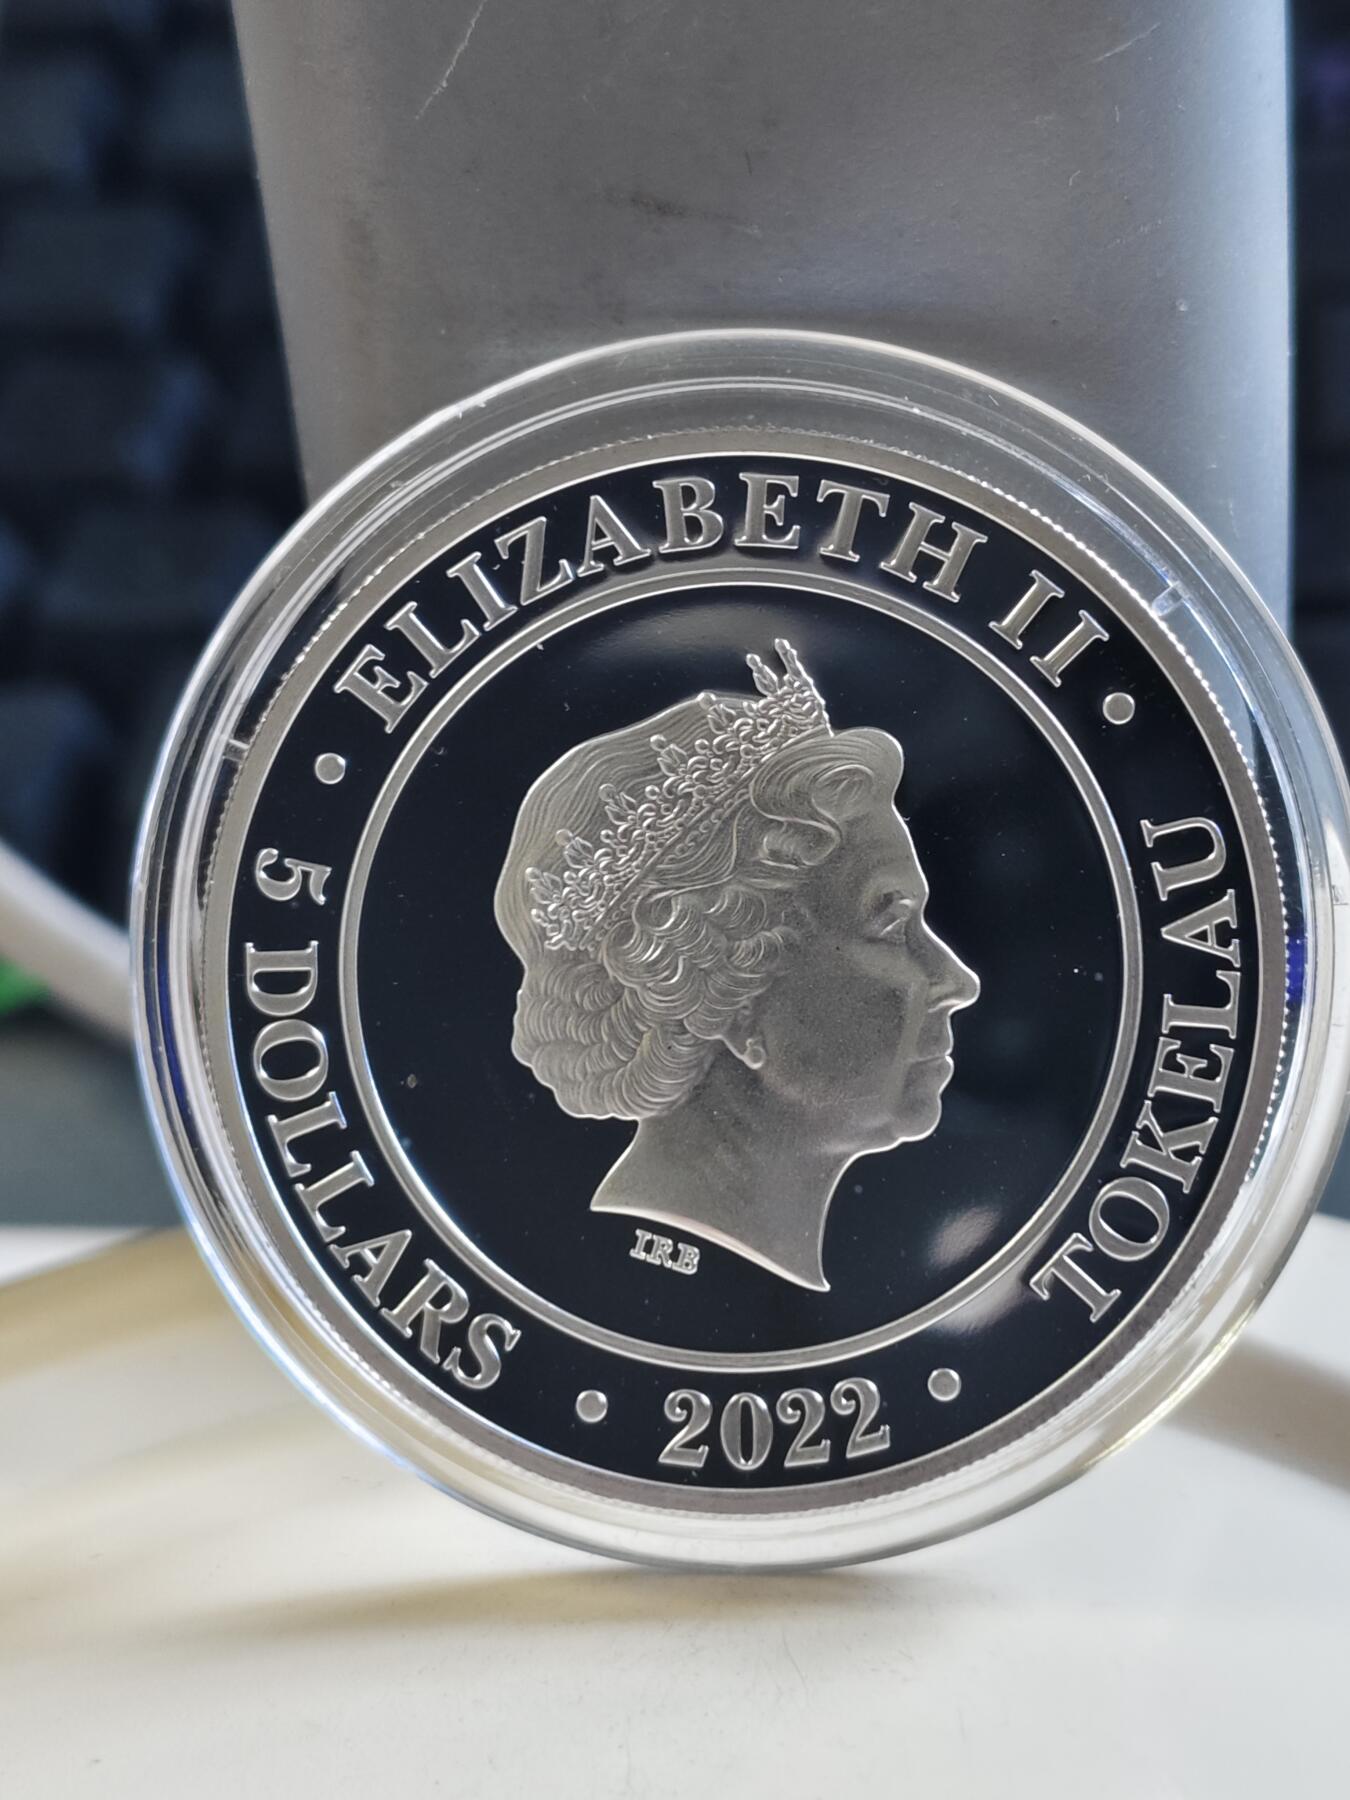 • ELIZABETH II •
TOKELAU
• 2022 •
5 DOLLARS
IRB